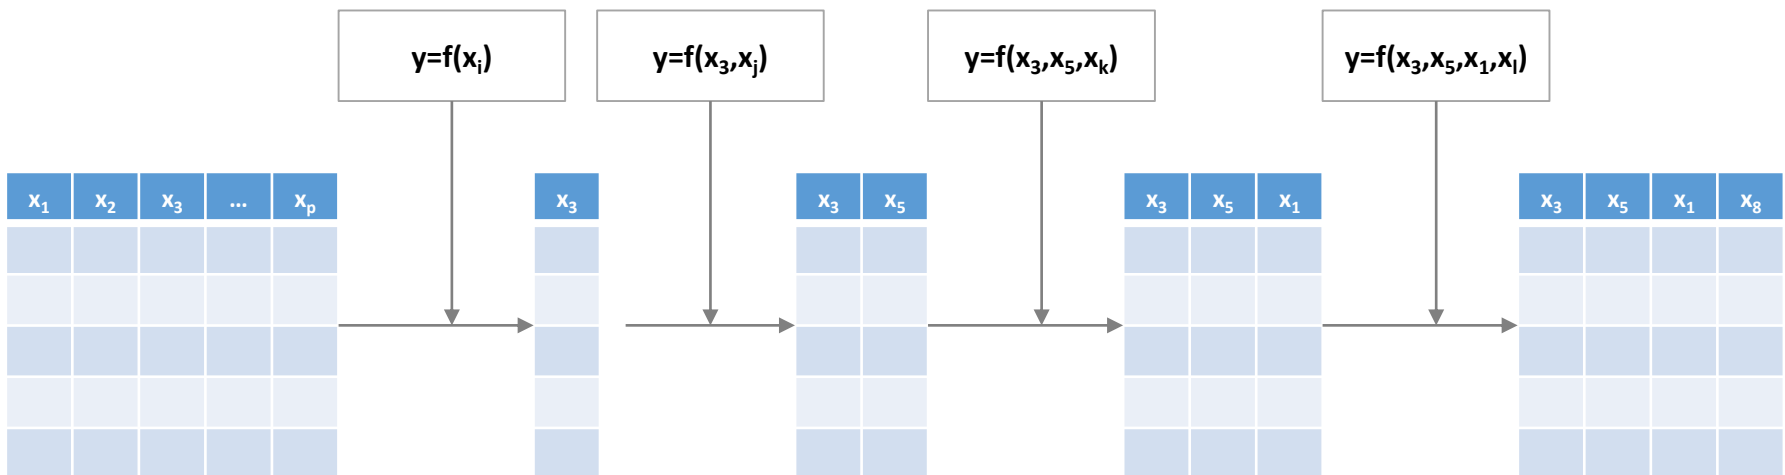 y=f(xᵢ)
y=f(x₃,xⱼ)
y=f(x₃,x₅,xₖ)
y=f(x₃,x₅,x₁,xₗ)
x₁ x₂ x₃ ... xₚ
x₃
x₃ x₅
x₃ x₅ x₁
x₃ x₅ x₁ x₈